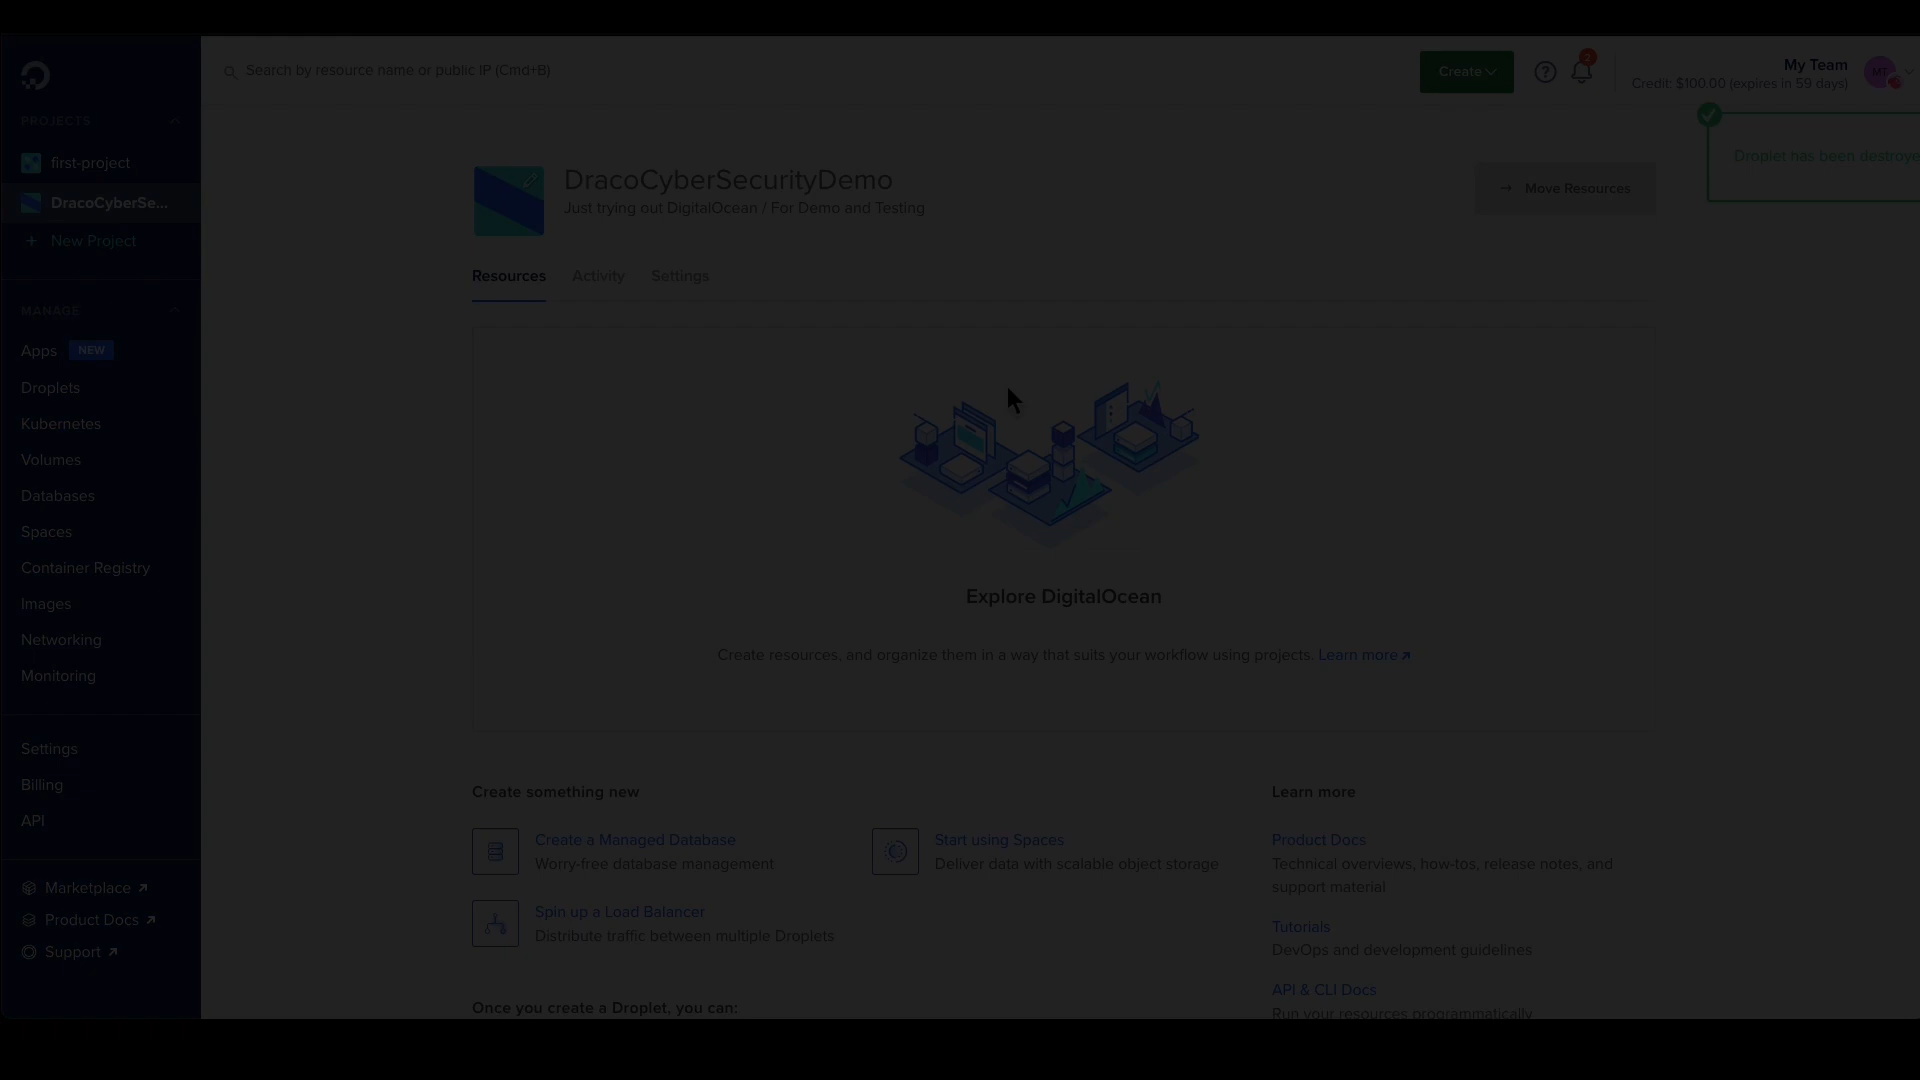 Search by resource name or public IP (Cmd+B)
Create
?
2
My Team
Credit: $100.00 (expires in 59 days)
PROJECTS
first-project
DracoCyberSe...
+ New Project
MANAGE
Apps NEW
Droplets
Kubernetes
Volumes
Databases
Spaces
Container Registry
Images
Networking
Monitoring
Settings
Billing
API
Marketplace
Product Docs
Support
Droplet has been destroye
DracoCyberSecurityDemo
Just trying out DigitalOcean / For Demo and Testing
→ Move Resources
Resources Activity Settings
Explore DigitalOcean
Create resources, and organize them in a way that suits your workflow using projects. Learn more
Create something new
Create a Managed Database
Worry-free database management
Start using Spaces
Deliver data with scalable object storage
Spin up a Load Balancer
Distribute traffic between multiple Droplets
Once you create a Droplet, you can:
Learn more
Product Docs
Technical overviews, how-tos, release notes, and
support material
Tutorials
DevOps and development guidelines
API & CLI Docs
Run your resources programmatically